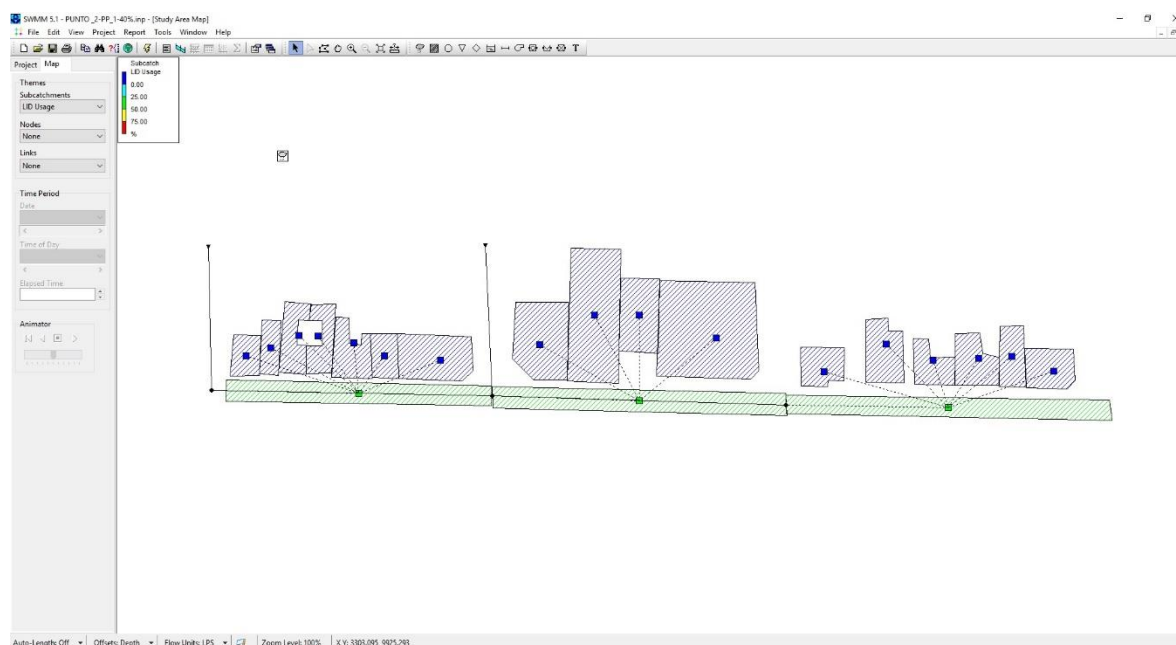 SWMM 5.1 - PUNTO _2-PP_1-40%.inp - [Study Area Map]
File Edit View Project Report Tools Window Help
Project Map
Themes
Subcatchments
LID Usage
Nodes
None
Links
None
Time Period
Date
Time of Day
Elapsed Time
Animator
Subcatch
LID Usage
0.00
25.00
50.00
75.00
%
Auto-Length: Off Offsets: Depth Flow Units: LPS Zoom Level: 100% X,Y: 3303.095, 9925.293